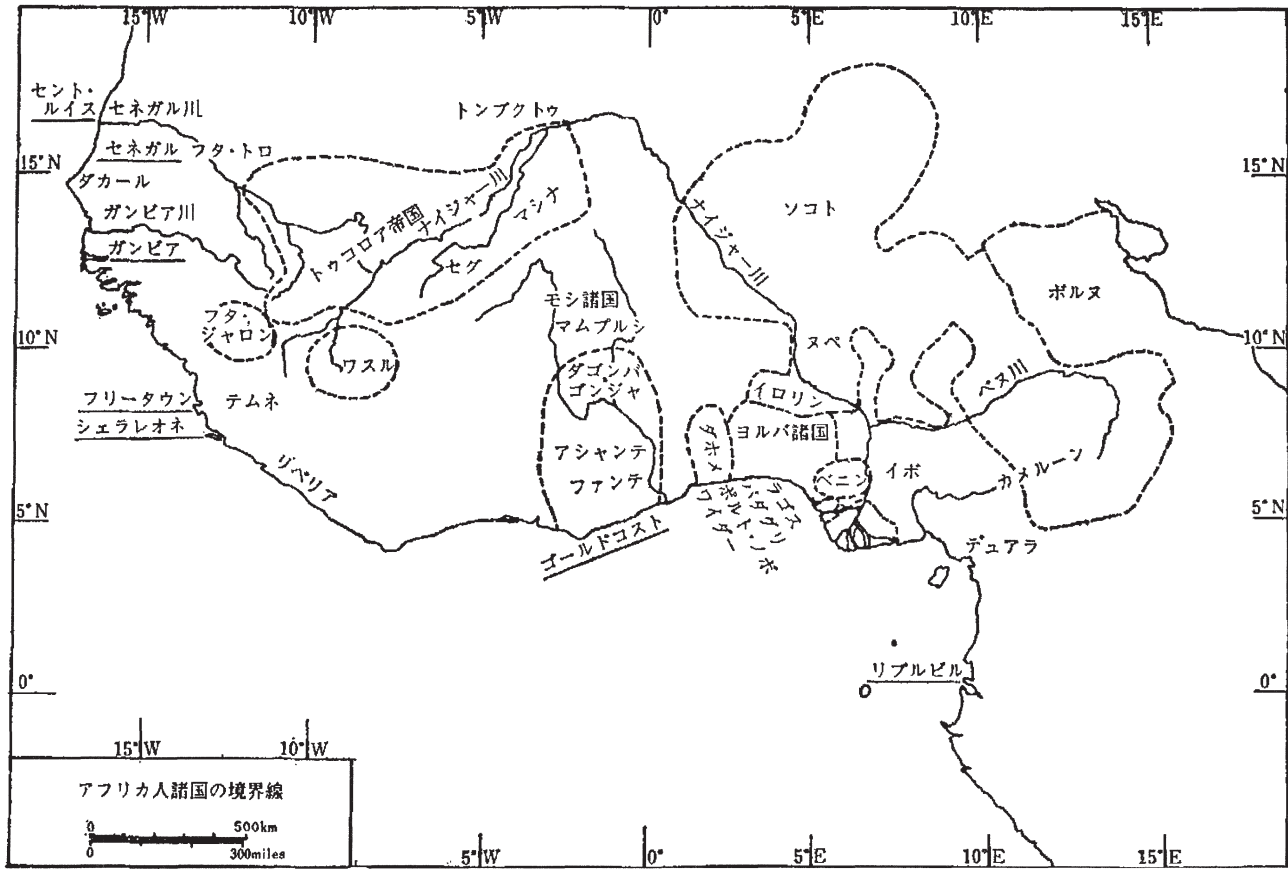 15°W
10°W
5°W
0°
5°E
10°E
15°E
セント・
ルイス
セネガル川
トンブクトゥ
セネガル
フタ・トロ
15°N
15°N
ダカール
ガンビア川
ガンビア
トゥコロア帝国
ナイジャー川
マシナ
セグ
ナイジャー川
ソコト
ボルヌ
フタ・
ジャロン
モシ諸国
マムプルシ
10°N
10°N
ワスル
ヌペ
ダゴンバ
ゴンジャ
イロリン
ベヌ川
フリータウン
テムネ
シェラレオネ
ダホメ
ヨルバ諸国
アシャンテ
ファンテ
ベニン
イボ
カメルーン
リベリア
ラゴス
バダグリ
ポルト・ノボ
ワイダー
5°N
5°N
ゴールドコスト
デュアラ
リブルビル
0°
0°
15°W
10°W
アフリカ人諸国の境界線
0
500km
0
300miles
5°W
0°
5°E
10°E
15°E